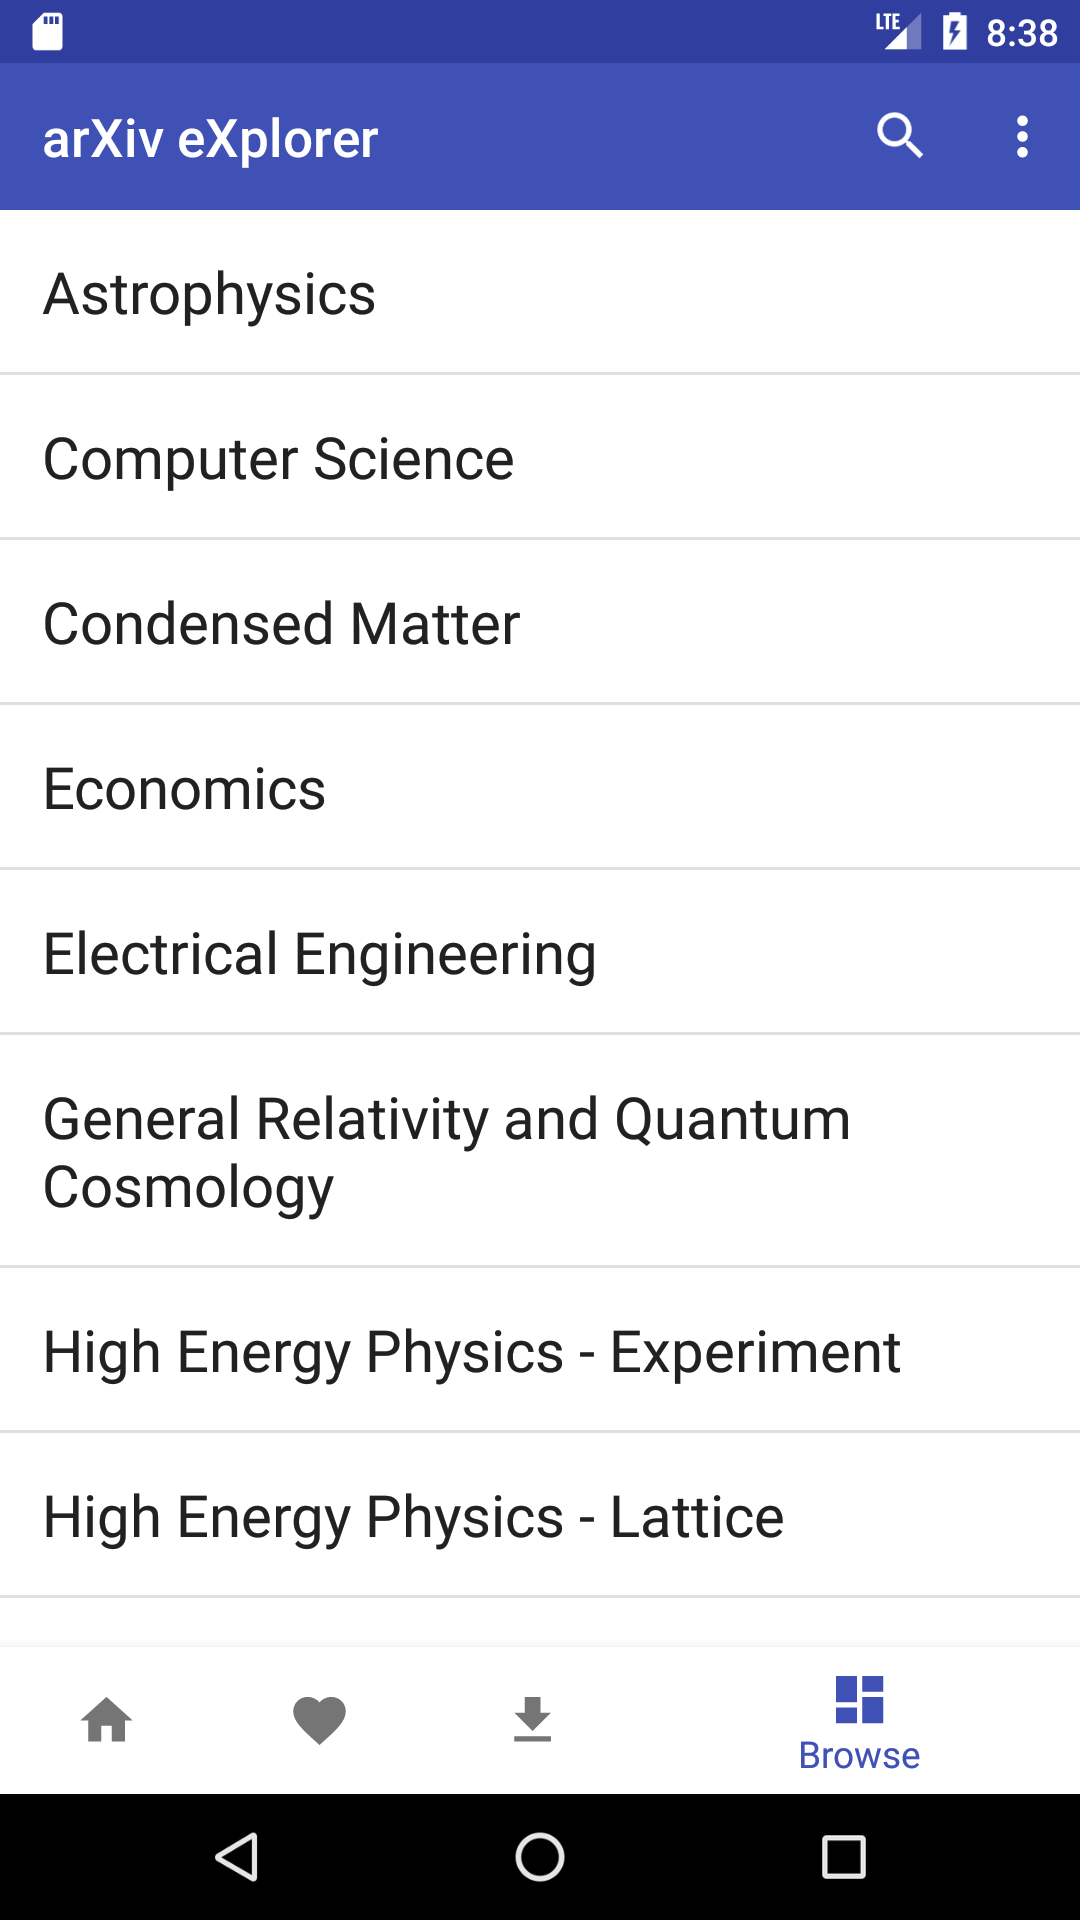 LTE 8:38
arXiv eXplorer
Astrophysics
Computer Science
Condensed Matter
Economics
Electrical Engineering
General Relativity and Quantum
Cosmology
High Energy Physics - Experiment
High Energy Physics - Lattice
Browse